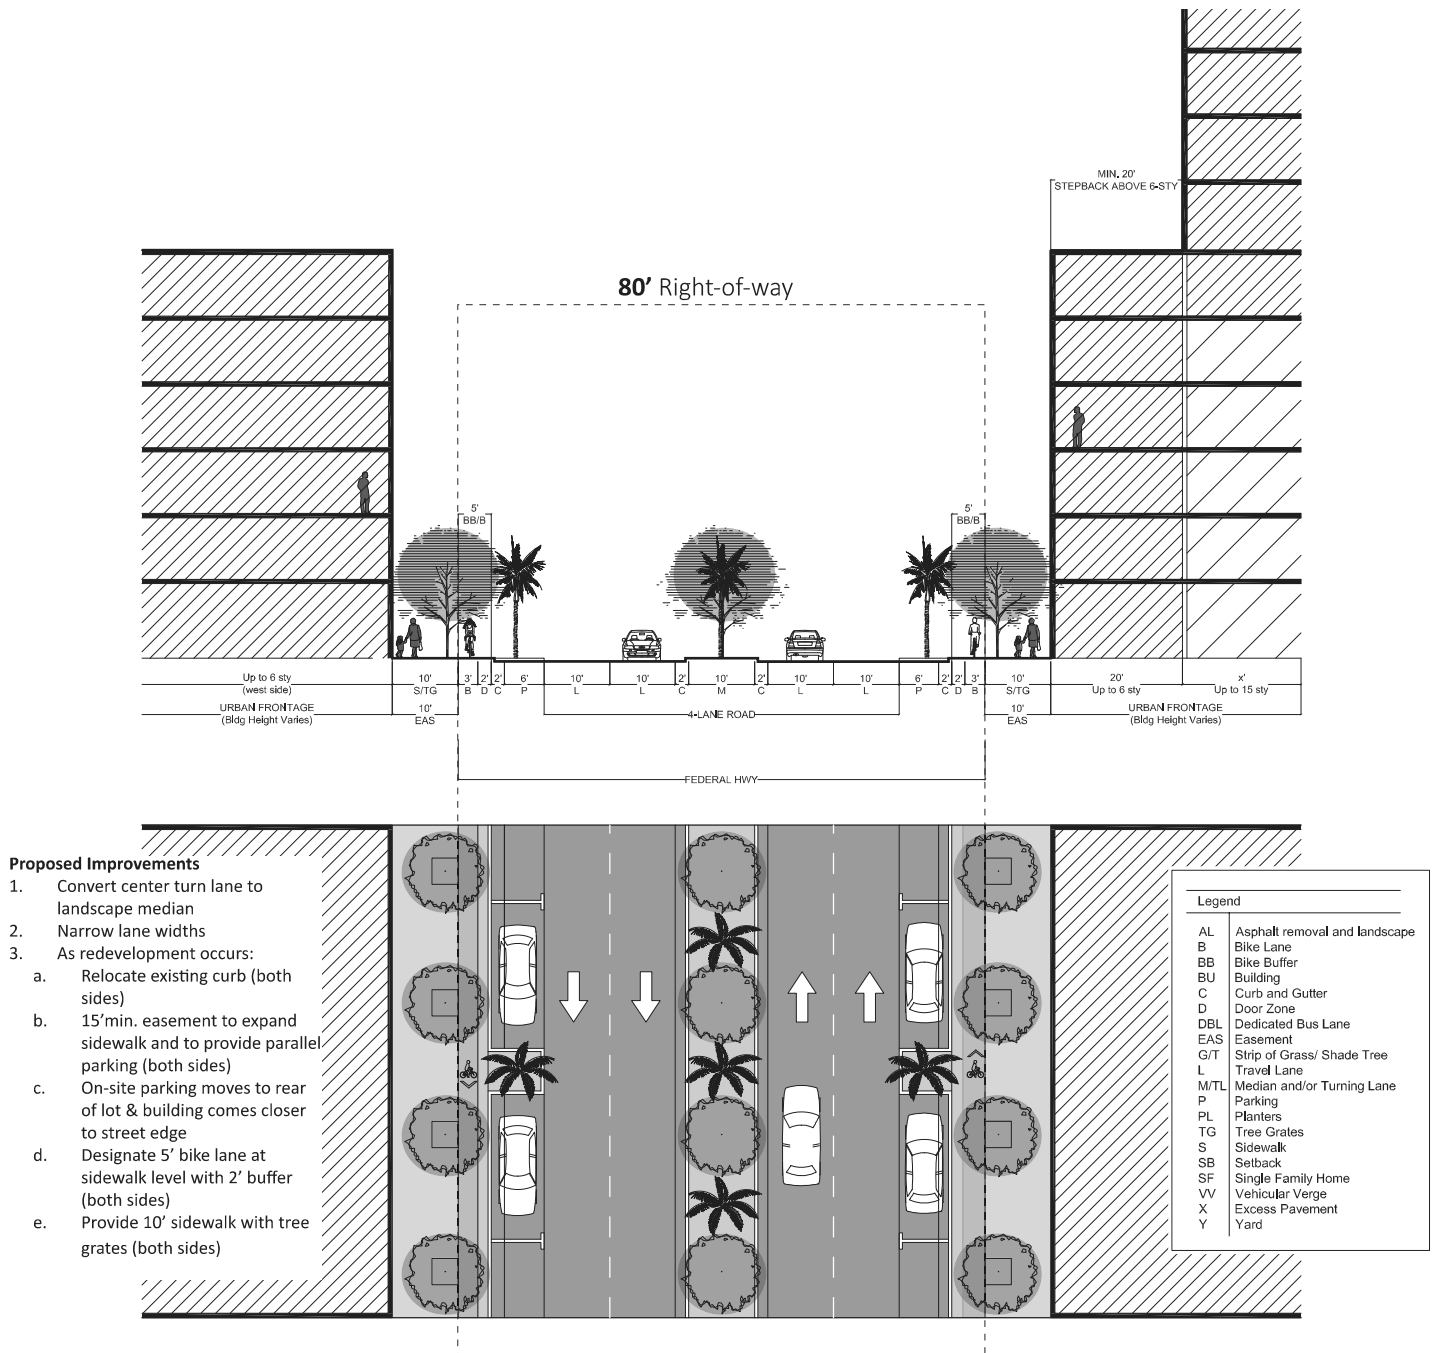 MIN. 20'
STEPBACK ABOVE 6-STY
80' Right-of-way
5'
BB/B
5'
BB/B
Up to 6 sty
(west side)
10'
S/TG
3'
B
2'
D
2'
C
6'
P
10'
L
10'
L
2'
C
10'
M
2'
C
10'
L
10'
L
6'
P
2'
C
2'
D
3'
B
10'
S/TG
20'
Up to 6 sty
x'
Up to 15 sty
URBAN FRONTAGE
(Bldg Height Varies)
10'
EAS
4-LANE ROAD
10'
EAS
URBAN FRONTAGE
(Bldg Height Varies)
FEDERAL HWY
Proposed Improvements
1. Convert center turn lane to
landscape median
2. Narrow lane widths
3. As redevelopment occurs:
a. Relocate existing curb (both
sides)
b. 15'min. easement to expand
sidewalk and to provide parallel
parking (both sides)
c. On-site parking moves to rear
of lot & building comes closer
to street edge
d. Designate 5' bike lane at
sidewalk level with 2' buffer
(both sides)
e. Provide 10' sidewalk with tree
grates (both sides)
Legend
AL Asphalt removal and landscape
B Bike Lane
BB Bike Buffer
BU Building
C Curb and Gutter
D Door Zone
DBL Dedicated Bus Lane
EAS Easement
G/T Strip of Grass/ Shade Tree
L Travel Lane
M/TL Median and/or Turning Lane
P Parking
PL Planters
TG Tree Grates
S Sidewalk
SB Setback
SF Single Family Home
VV Vehicular Verge
X Excess Pavement
Y Yard